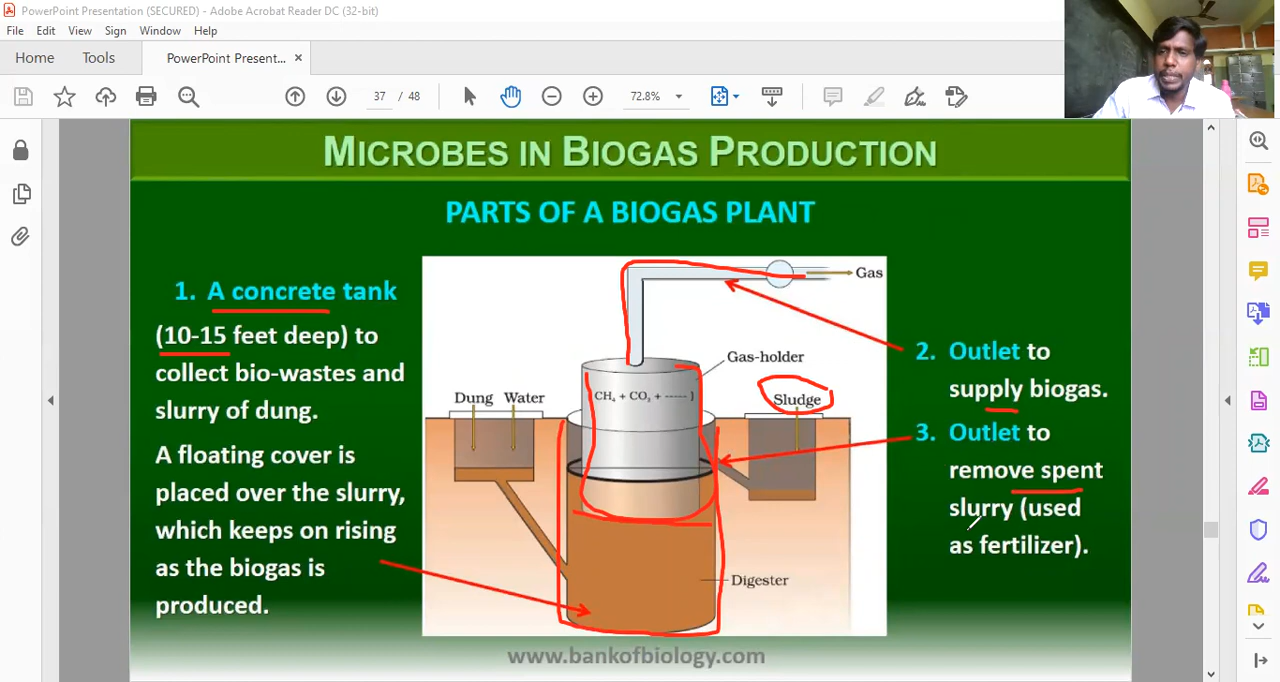 PowerPoint Presentation (SECURED) - Adobe Acrobat Reader DC (32-bit)
File Edit View Sign Window Help
Home Tools PowerPoint Present... ×
37 / 48 72.8%
MICROBES IN BIOGAS PRODUCTION
PARTS OF A BIOGAS PLANT
1. A concrete tank
(10-15 feet deep) to
collect bio-wastes and
slurry of dung.
A floating cover is
placed over the slurry,
which keeps on rising
as the biogas is
produced.
Gas
Gas-holder
CH₄ + CO₂ + ----- }
Dung Water
Sludge
Digester
2. Outlet to
supply biogas.
3. Outlet to
remove spent
slurry (used
as fertilizer).
www.bankofbiology.com